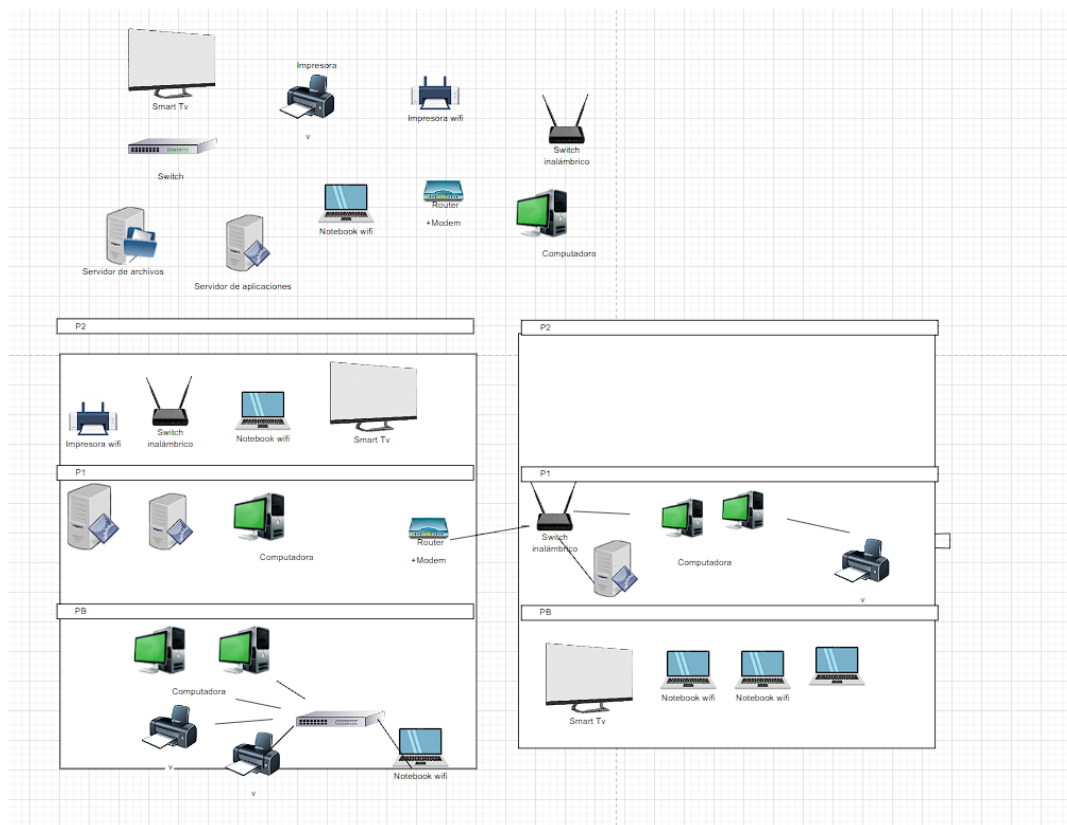 Impresora
Smart Tv
Impresora wifi
v
Switch
inalámbrico
Switch
Router
+Modem
Notebook wifi
Computadora
Servidor de archivos
Servidor de aplicaciones
P2
Impresora wifi
Switch
inalámbrico
Notebook wifi
Smart Tv
P1
Computadora
Router
+Modem
PB
Computadora
v
Notebook wifi
v
P2
P1
Switch
inalámbrico
Computadora
v
PB
Smart Tv
Notebook wifi
Notebook wifi